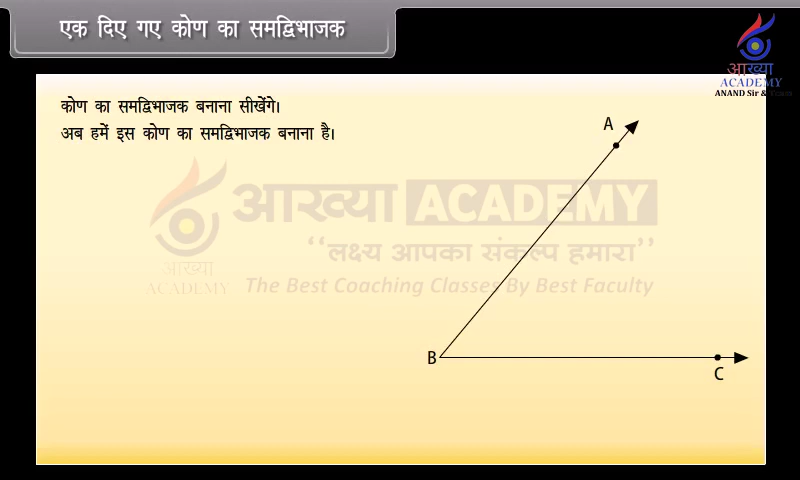 एक दिए गए कोण का समद्विभाजक
आख्या
ACADEMY
ANAND Sir &
कोण का समद्विभाजक बनाना सीखेंगे।
अब हमें इस कोण का समद्विभाजक बनाना है।
A
आख्या ACADEMY
“लक्ष्य आपका संकल्प हमारा”
आख्या
ACADEMY
The Best Coaching Classes By Best Faculty
B
C